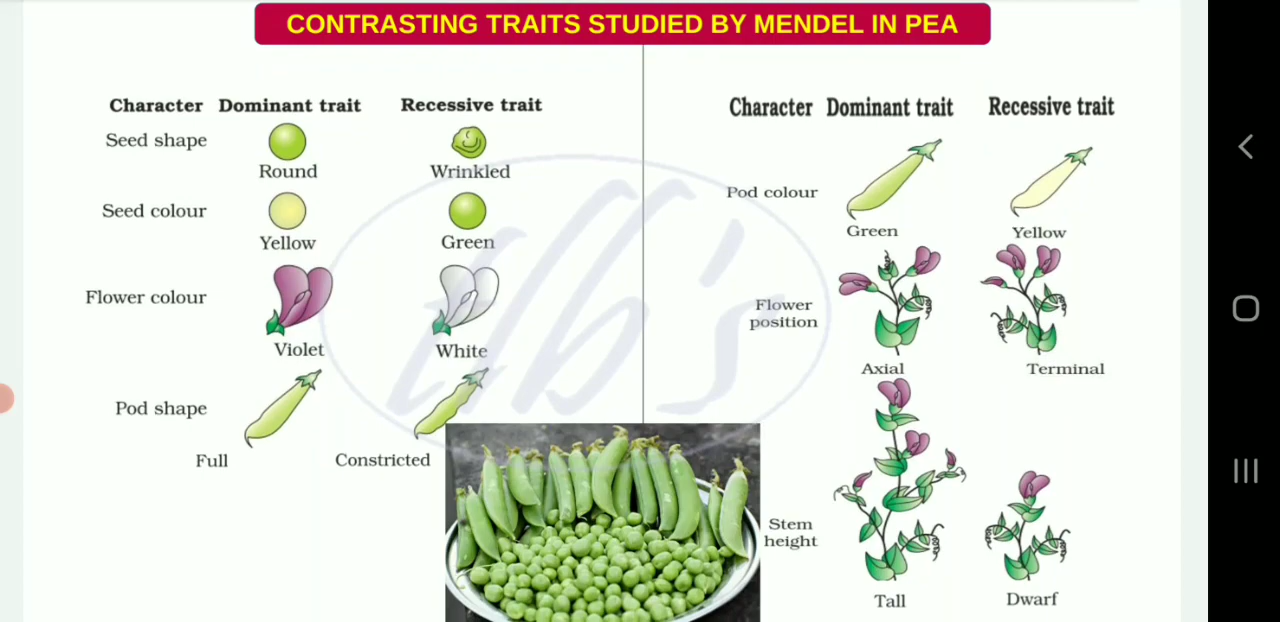 CONTRASTING TRAITS STUDIED BY MENDEL IN PEA
Character Dominant trait Recessive trait
Seed shape
Round Wrinkled
Seed colour
Yellow Green
Flower colour
Violet White
Pod shape
Full Constricted
Character Dominant trait Recessive trait
Pod colour
Green Yellow
Flower
position
Axial Terminal
Stem
height
Tall Dwarf